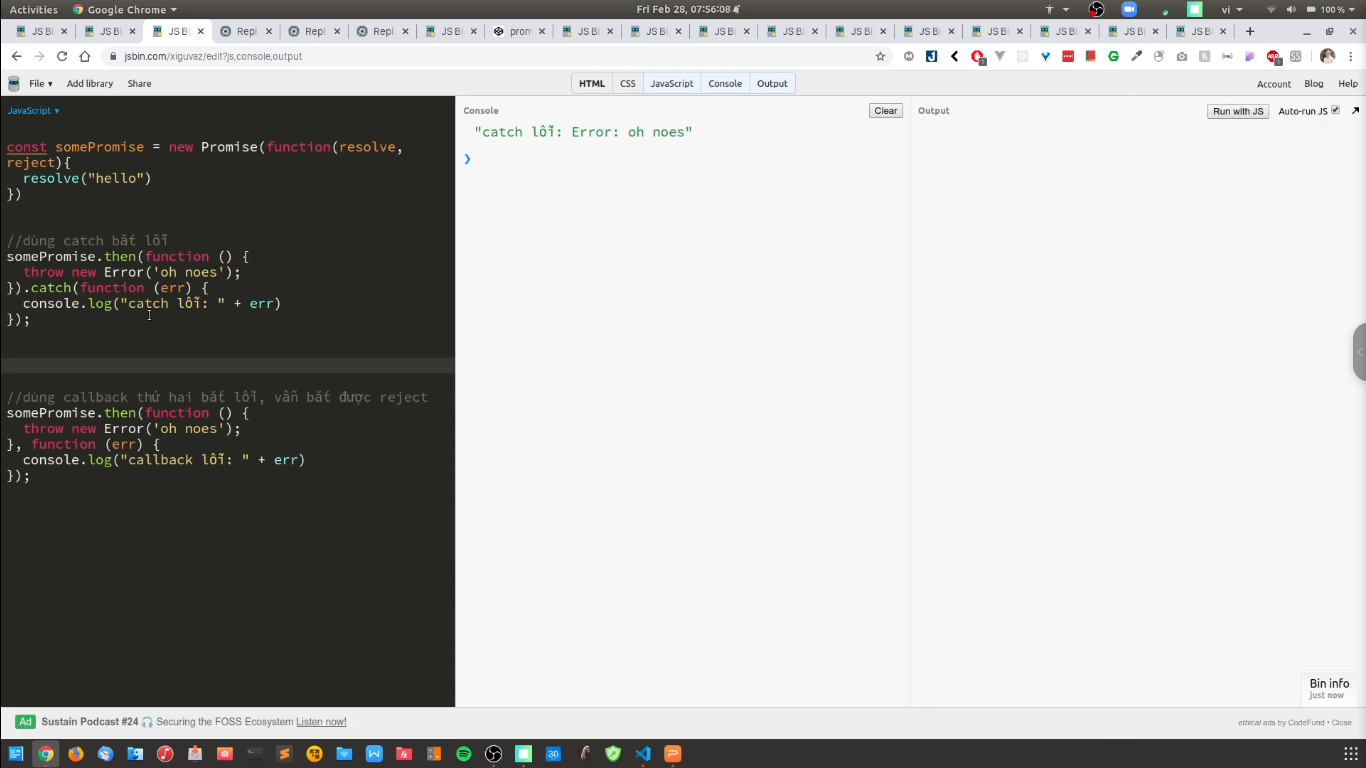 Activities
Google Chrome
Fri Feb 28, 07:56:08
vi
100 %
JS Bi
JS Bi
JS Bi
Repl.
Repl.
Repl.
JS Bi
prom
JS Bi
JS Bi
JS Bi
JS Bi
JS Bi
JS Bi
JS Bi
JS Bi
JS Bi
JS Bi
jsbin.com/xiguvaz/edit?js,console,output
File
Add library
Share
HTML
CSS
JavaScript
Console
Output
Account
Blog
Help
JavaScript
const somePromise = new Promise(function(resolve,
reject){
resolve("hello")
})
//dùng catch bắt lỗi
somePromise.then(function () {
throw new Error('oh noes');
}).catch(function (err) {
console.log("catch lỗi: " + err)
});
//dùng callback thứ hai bắt lỗi, vẫn bắt được reject
somePromise.then(function () {
throw new Error('oh noes');
}, function (err) {
console.log("callback lỗi: " + err)
});
Console
Clear
"catch lỗi: Error: oh noes"
Output
Run with JS
Auto-run JS
Bin info
just now
Ad
Sustain Podcast #24 🎧 Securing the FOSS Ecosystem Listen now!
ethical ads by CodeFund • Close
30